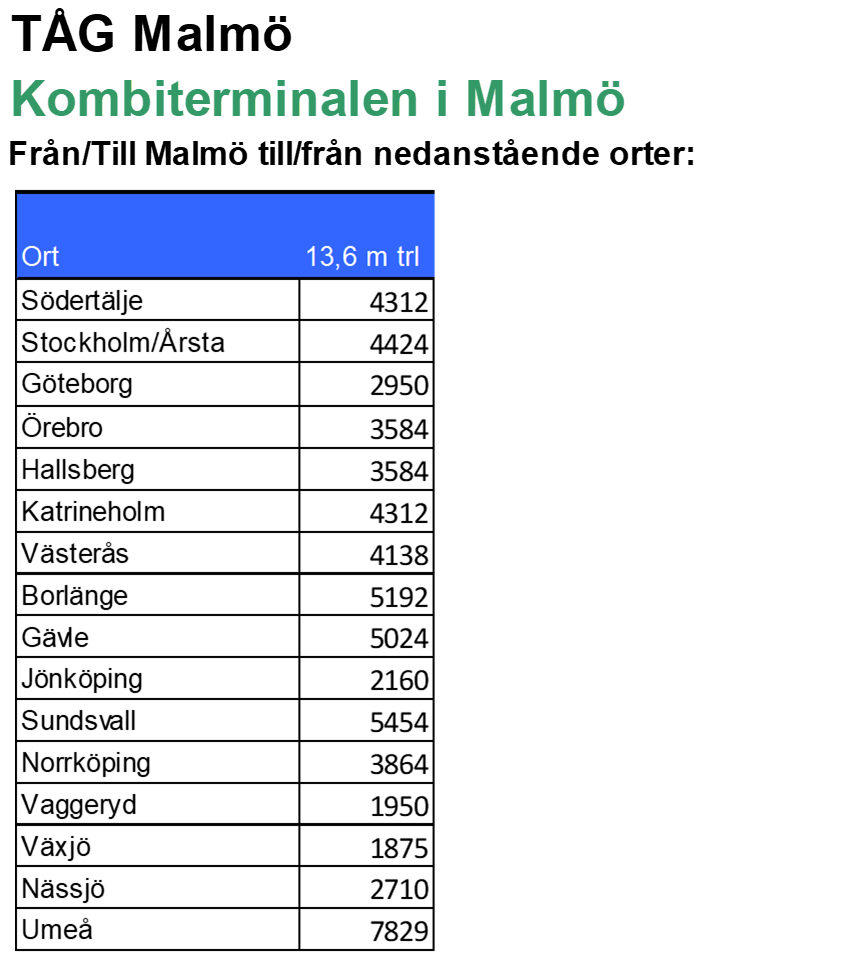 TÅG Malmö
Kombiterminalen i Malmö
Från/Till Malmö till/från nedanstående orter:
Ort 13,6 m trl
Södertälje 4312
Stockholm/Årsta 4424
Göteborg 2950
Örebro 3584
Hallsberg 3584
Katrineholm 4312
Västerås 4138
Borlänge 5192
Gävle 5024
Jönköping 2160
Sundsvall 5454
Norrköping 3864
Vaggeryd 1950
Växjö 1875
Nässjö 2710
Umeå 7829